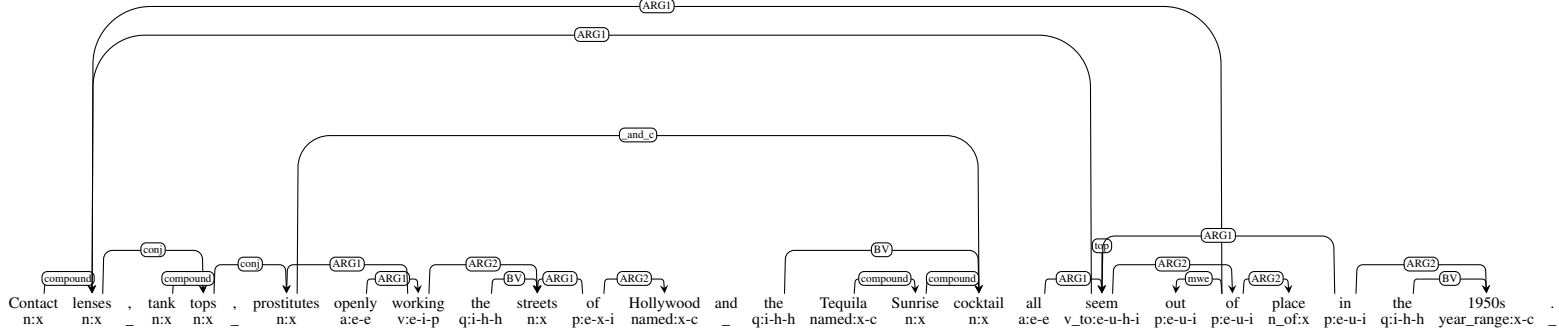 ARG1
ARG1
_and_c
top ARG1
conj BV
conj ARG1 ARG2 ARG2 ARG2
compound compound ARG1 BV ARG1 ARG2 compound compound ARG1 mwe ARG2 BV
Contact lenses , tank tops , prostitutes openly working the streets of Hollywood and the Tequila Sunrise cocktail all seem out of place in the 1950s .
n:x n:x _ n:x n:x _ n:x a:e-e v:e-i-p q:i-h-h n:x p:e-x-i named:x-c _ q:i-h-h named:x-c n:x n:x a:e-e v_to:e-u-h-i p:e-u-i p:e-u-i n_of:x p:e-u-i q:i-h-h year_range:x-c _